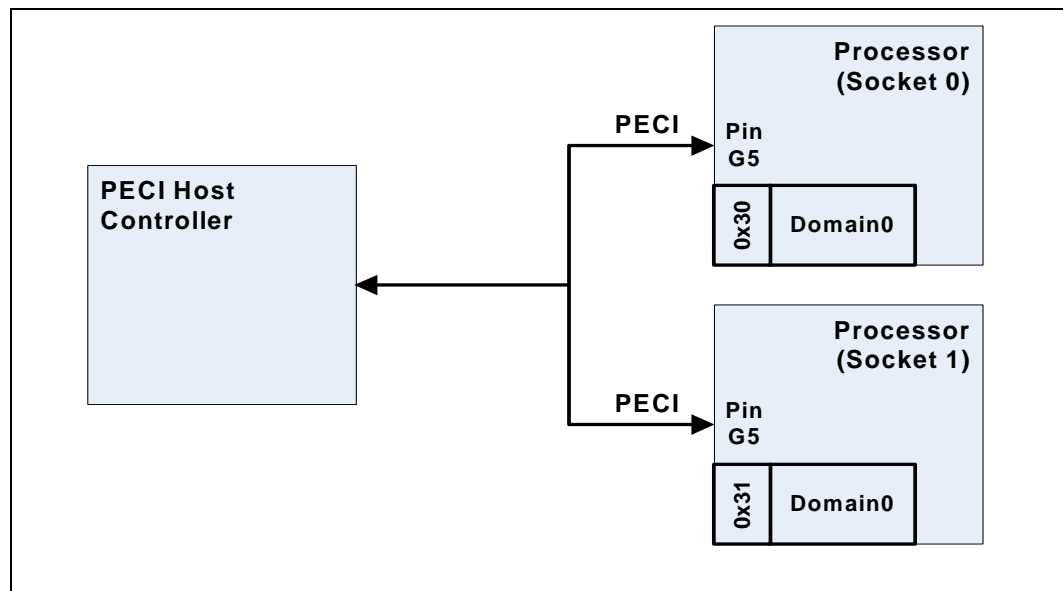 Processor
(Socket 0)
PECI
Pin
G5
PECI Host
Controller
0x30
Domain0
Processor
(Socket 1)
PECI
Pin
G5
0x31
Domain0